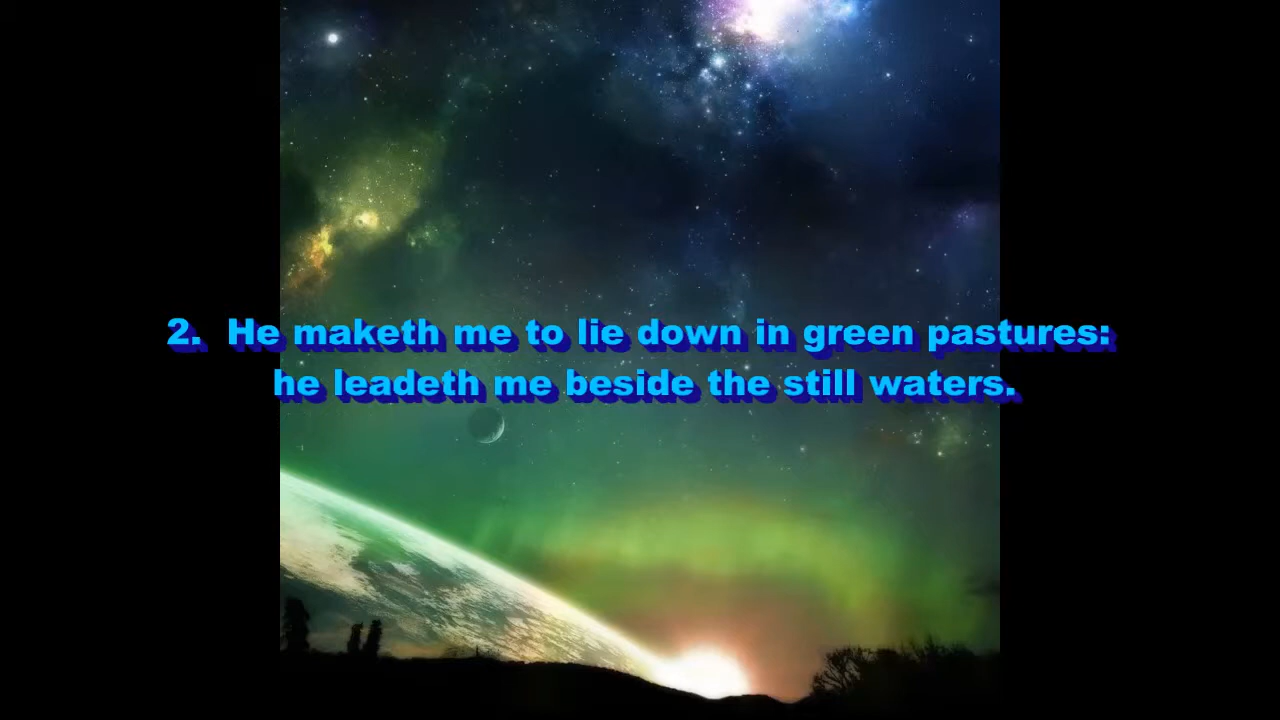 2. He maketh me to lie down in green pastures:
he leadeth me beside the still waters.